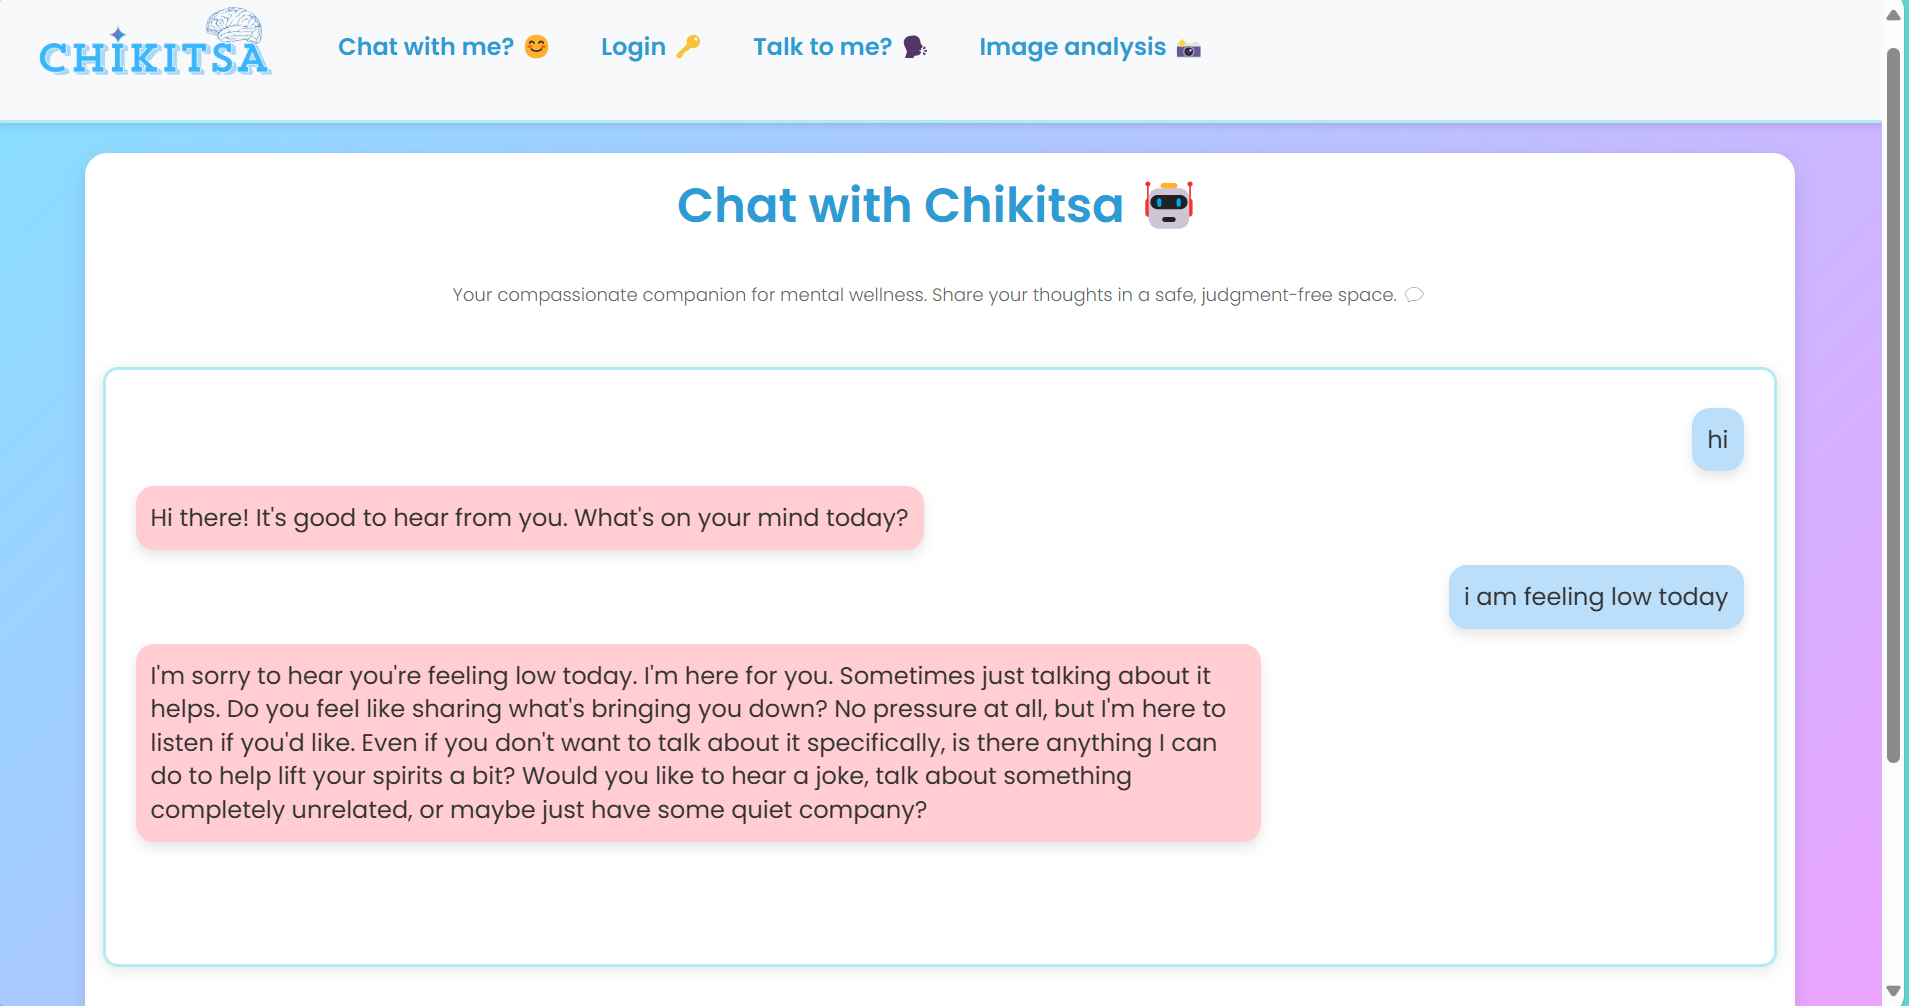 CHIKITSA
Chat with me? 😊
Login 🔑
Talk to me? 🗣
Image analysis 📸
Chat with Chikitsa 🤖
Your compassionate companion for mental wellness. Share your thoughts in a safe, judgment-free space. 💬
hi
Hi there! It's good to hear from you. What's on your mind today?
i am feeling low today
I'm sorry to hear you're feeling low today. I'm here for you. Sometimes just talking about it
helps. Do you feel like sharing what's bringing you down? No pressure at all, but I'm here to
listen if you'd like. Even if you don't want to talk about it specifically, is there anything I can
do to help lift your spirits a bit? Would you like to hear a joke, talk about something
completely unrelated, or maybe just have some quiet company?